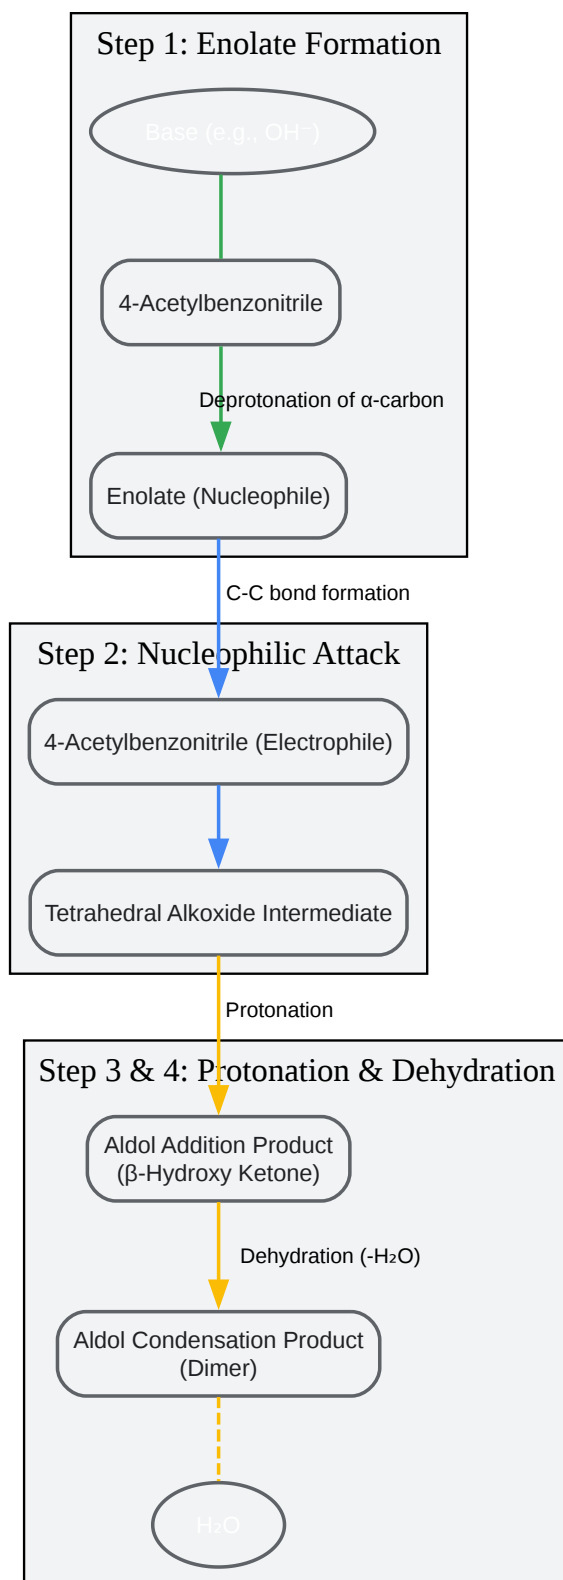 Step 1: Enolate Formation
Base (e.g., OH⁻)
4-Acetylbenzonitrile
Deprotonation of α-carbon
Enolate (Nucleophile)
C-C bond formation
Step 2: Nucleophilic Attack
4-Acetylbenzonitrile (Electrophile)
Tetrahedral Alkoxide Intermediate
Protonation
Step 3 & 4: Protonation & Dehydration
Aldol Addition Product
(β-Hydroxy Ketone)
Dehydration (-H₂O)
Aldol Condensation Product
(Dimer)
H₂O